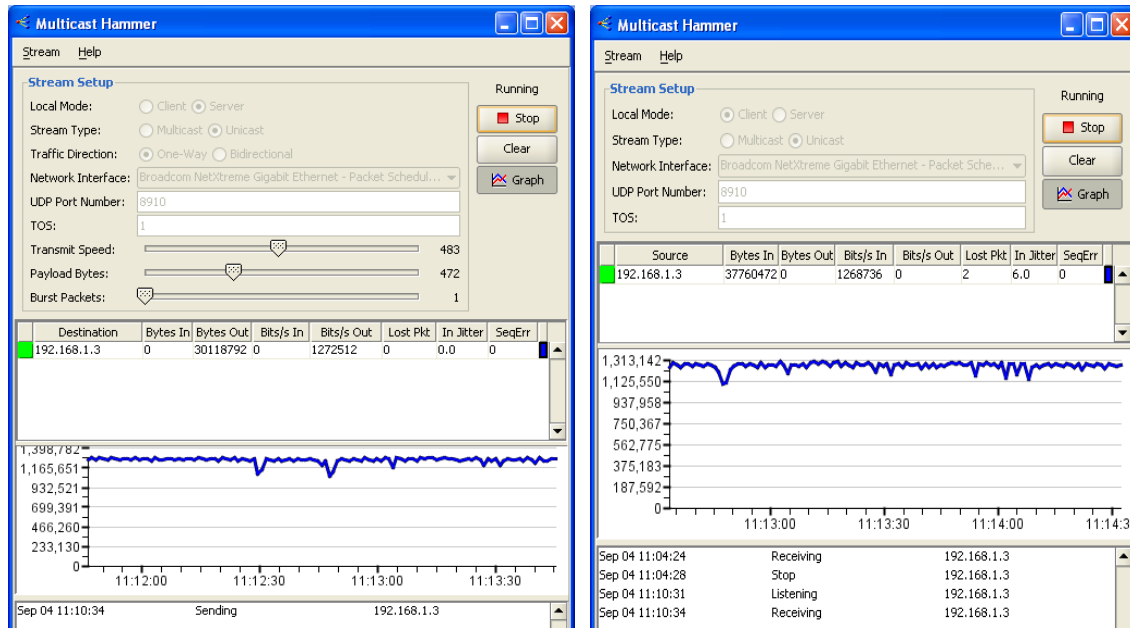 Multicast Hammer
Stream Help
Stream Setup
Local Mode: Client Server
Stream Type: Multicast Unicast
Traffic Direction: One-Way Bidirectional
Network Interface: Broadcom NetXtreme Gigabit Ethernet - Packet Schedul...
UDP Port Number: 8910
TOS: 1
Transmit Speed: 483
Payload Bytes: 472
Burst Packets: 1
Running
Stop
Clear
Graph
Destination Bytes In Bytes Out Bits/s In Bits/s Out Lost Pkt In Jitter SeqErr
192.168.1.3 0 30118792 0 1272512 0 0.0 0
1,398,782
1,165,651
932,521
699,391
466,260
233,130
0
11:12:00 11:12:30 11:13:00 11:13:30
Sep 04 11:10:34 Sending 192.168.1.3
Multicast Hammer
Stream Help
Stream Setup
Local Mode: Client Server
Stream Type: Multicast Unicast
Network Interface: Broadcom NetXtreme Gigabit Ethernet - Packet Sche...
UDP Port Number: 8910
TOS: 1
Running
Stop
Clear
Graph
Source Bytes In Bytes Out Bits/s In Bits/s Out Lost Pkt In Jitter SeqErr
192.168.1.3 37760472 0 1268736 0 2 6.0 0
1,313,142
1,125,550
937,958
750,367
562,775
375,183
187,592
0
11:13:00 11:13:30 11:14:00 11:14:3
Sep 04 11:04:24 Receiving 192.168.1.3
Sep 04 11:04:28 Stop 192.168.1.3
Sep 04 11:10:31 Listening 192.168.1.3
Sep 04 11:10:34 Receiving 192.168.1.3